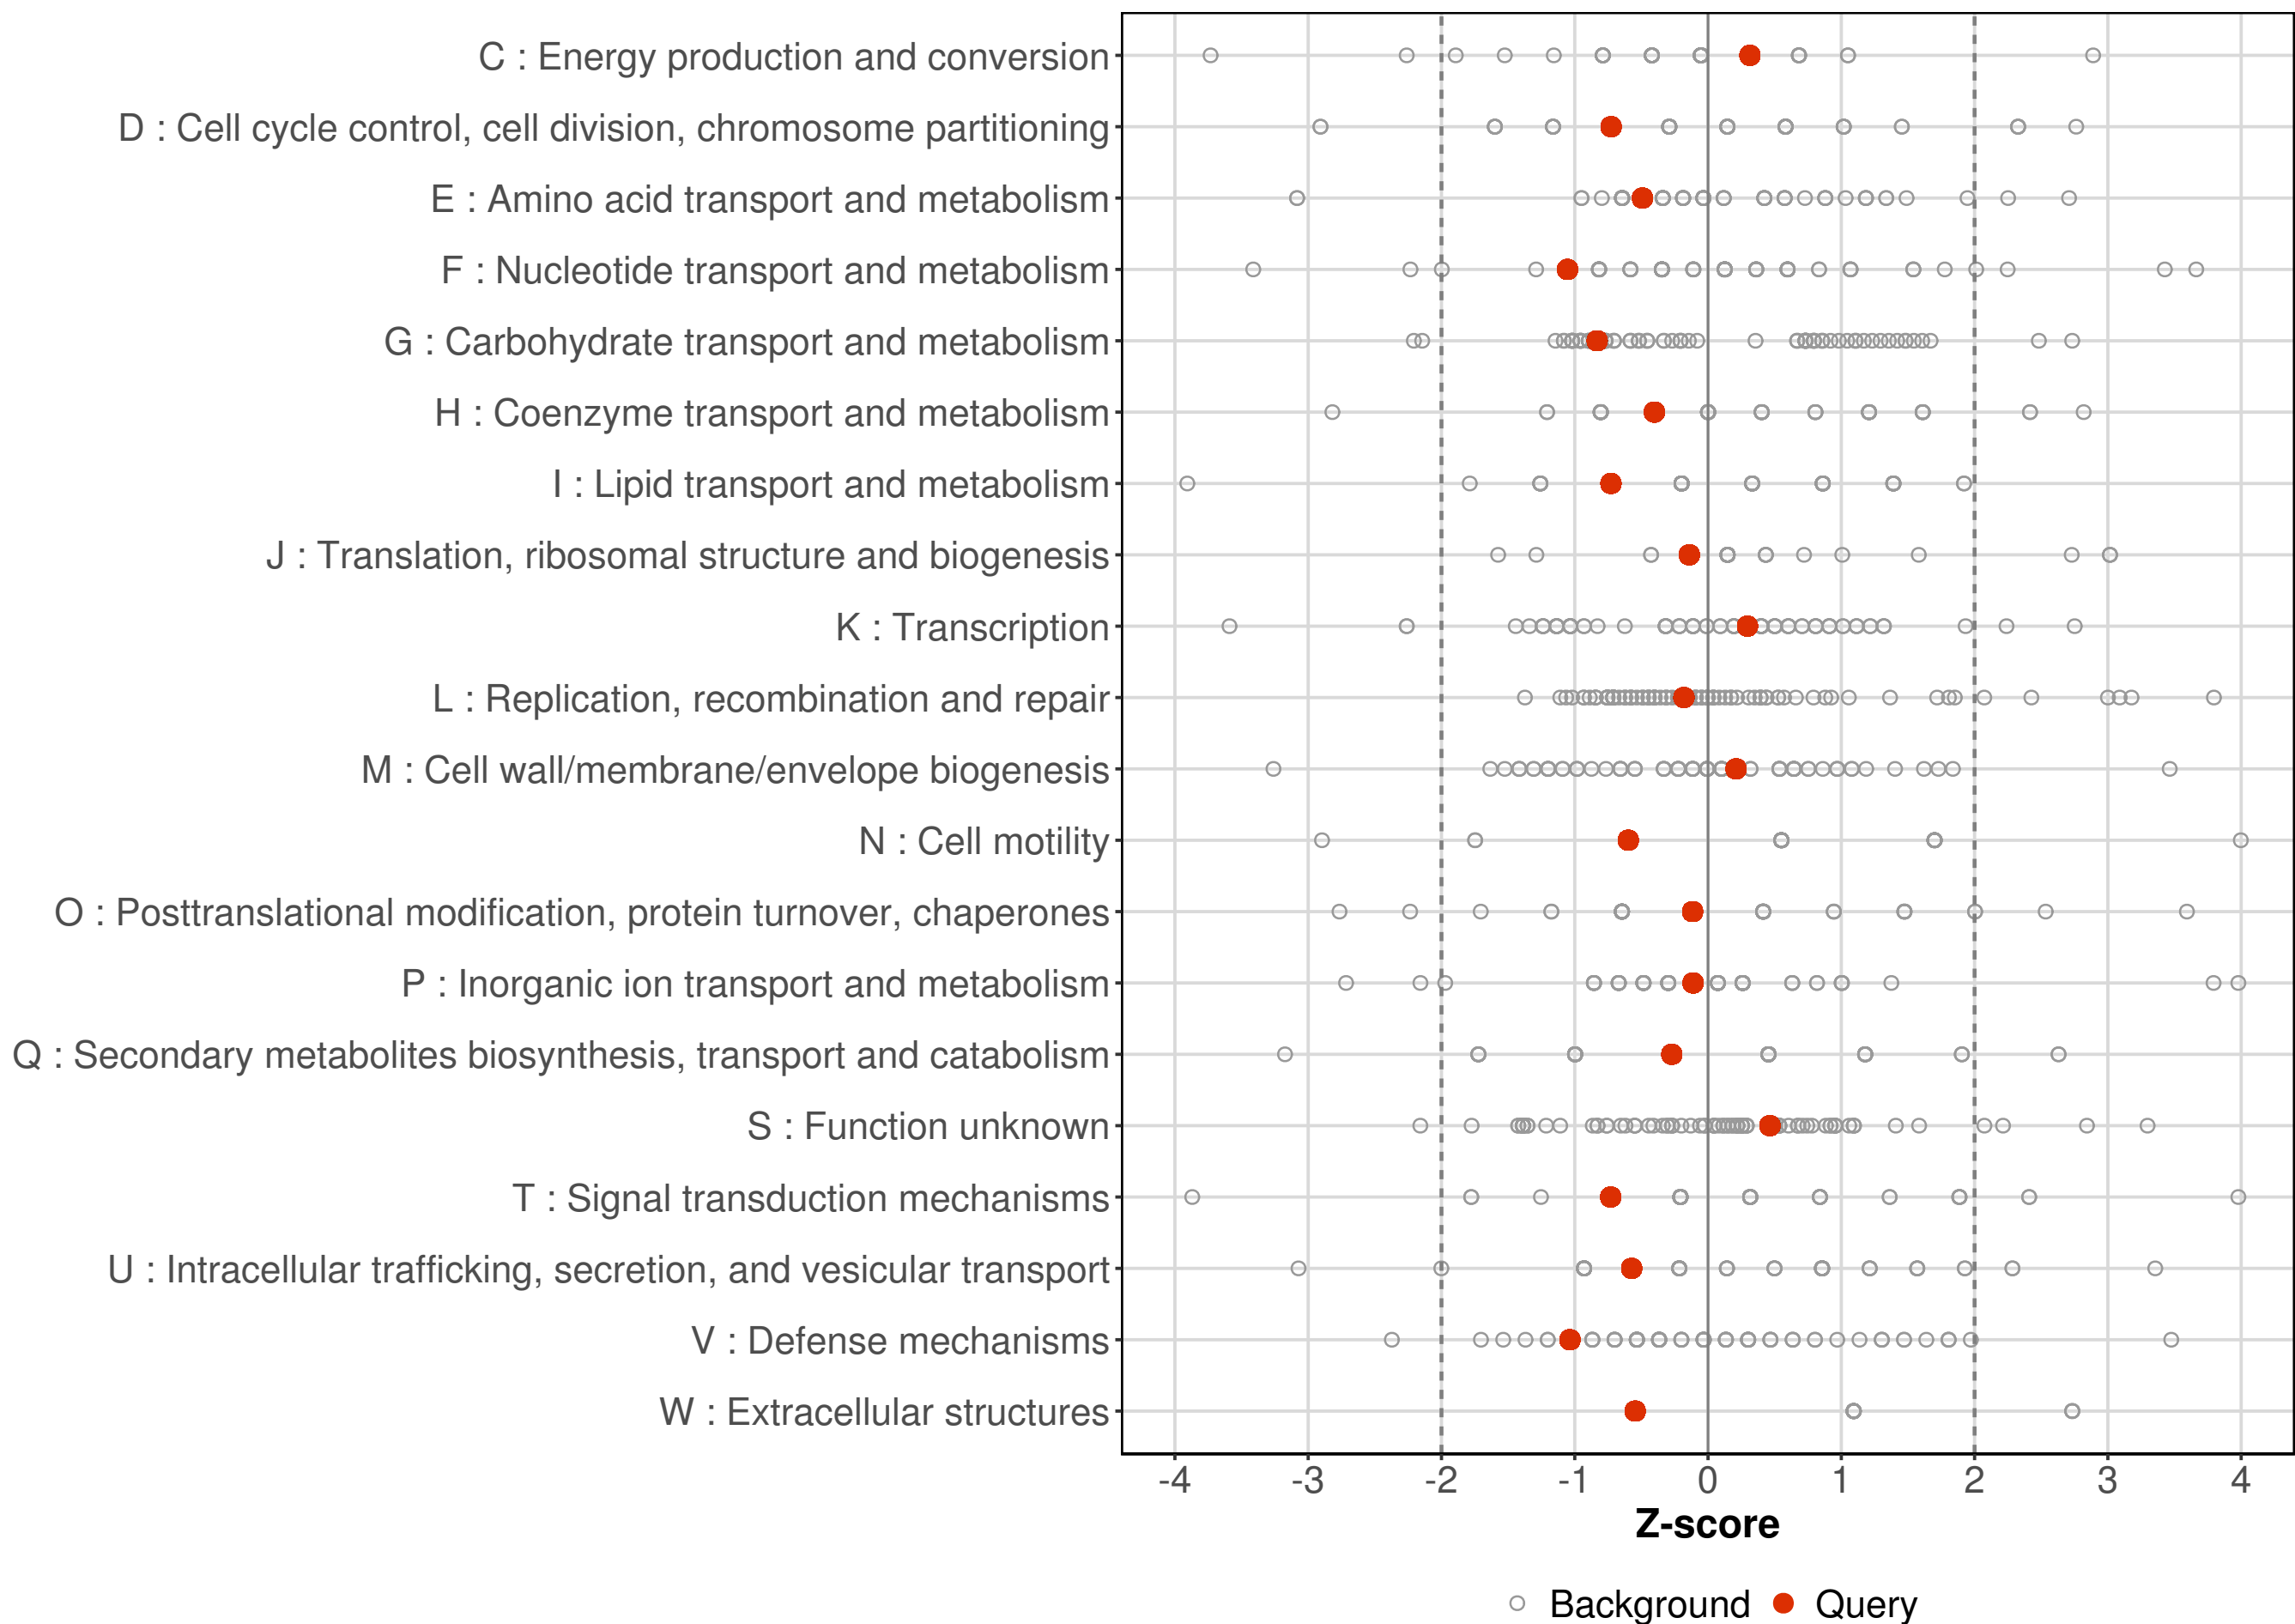 C : Energy production and conversion
D : Cell cycle control, cell division, chromosome partitioning
E : Amino acid transport and metabolism
F : Nucleotide transport and metabolism
G : Carbohydrate transport and metabolism
H : Coenzyme transport and metabolism
I : Lipid transport and metabolism
J : Translation, ribosomal structure and biogenesis
K : Transcription
L : Replication, recombination and repair
M : Cell wall/membrane/envelope biogenesis
N : Cell motility
O : Posttranslational modification, protein turnover, chaperones
P : Inorganic ion transport and metabolism
Q : Secondary metabolites biosynthesis, transport and catabolism
S : Function unknown
T : Signal transduction mechanisms
U : Intracellular trafficking, secretion, and vesicular transport
V : Defense mechanisms
W : Extracellular structures
-4 -3 -2 -1 0 1 2 3 4
Z-score
Background Query